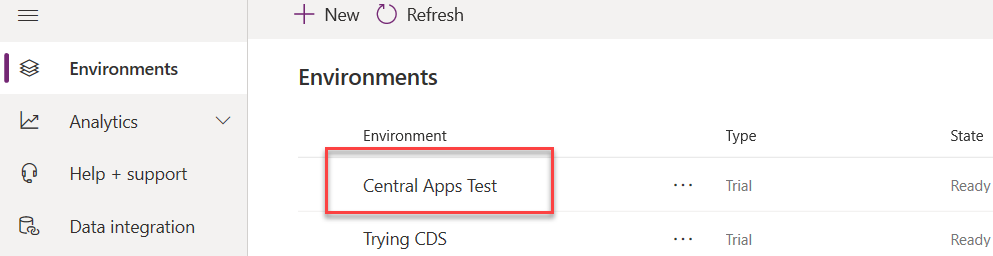 + New Refresh
Environments
Analytics
Help + support
Data integration
Environments
Environment Type State
Central Apps Test ... Trial Ready
Trying CDS ... Trial Ready